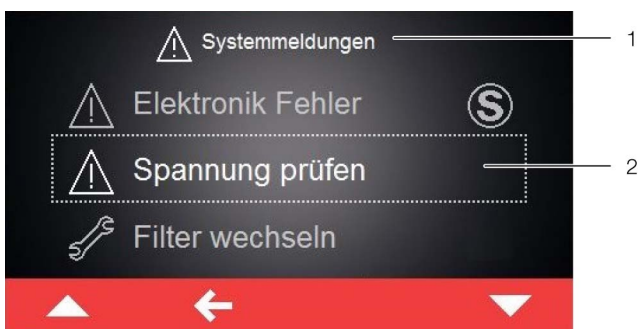 Systemmeldungen
1
Elektronik Fehler
S
Spannung prüfen
2
Filter wechseln